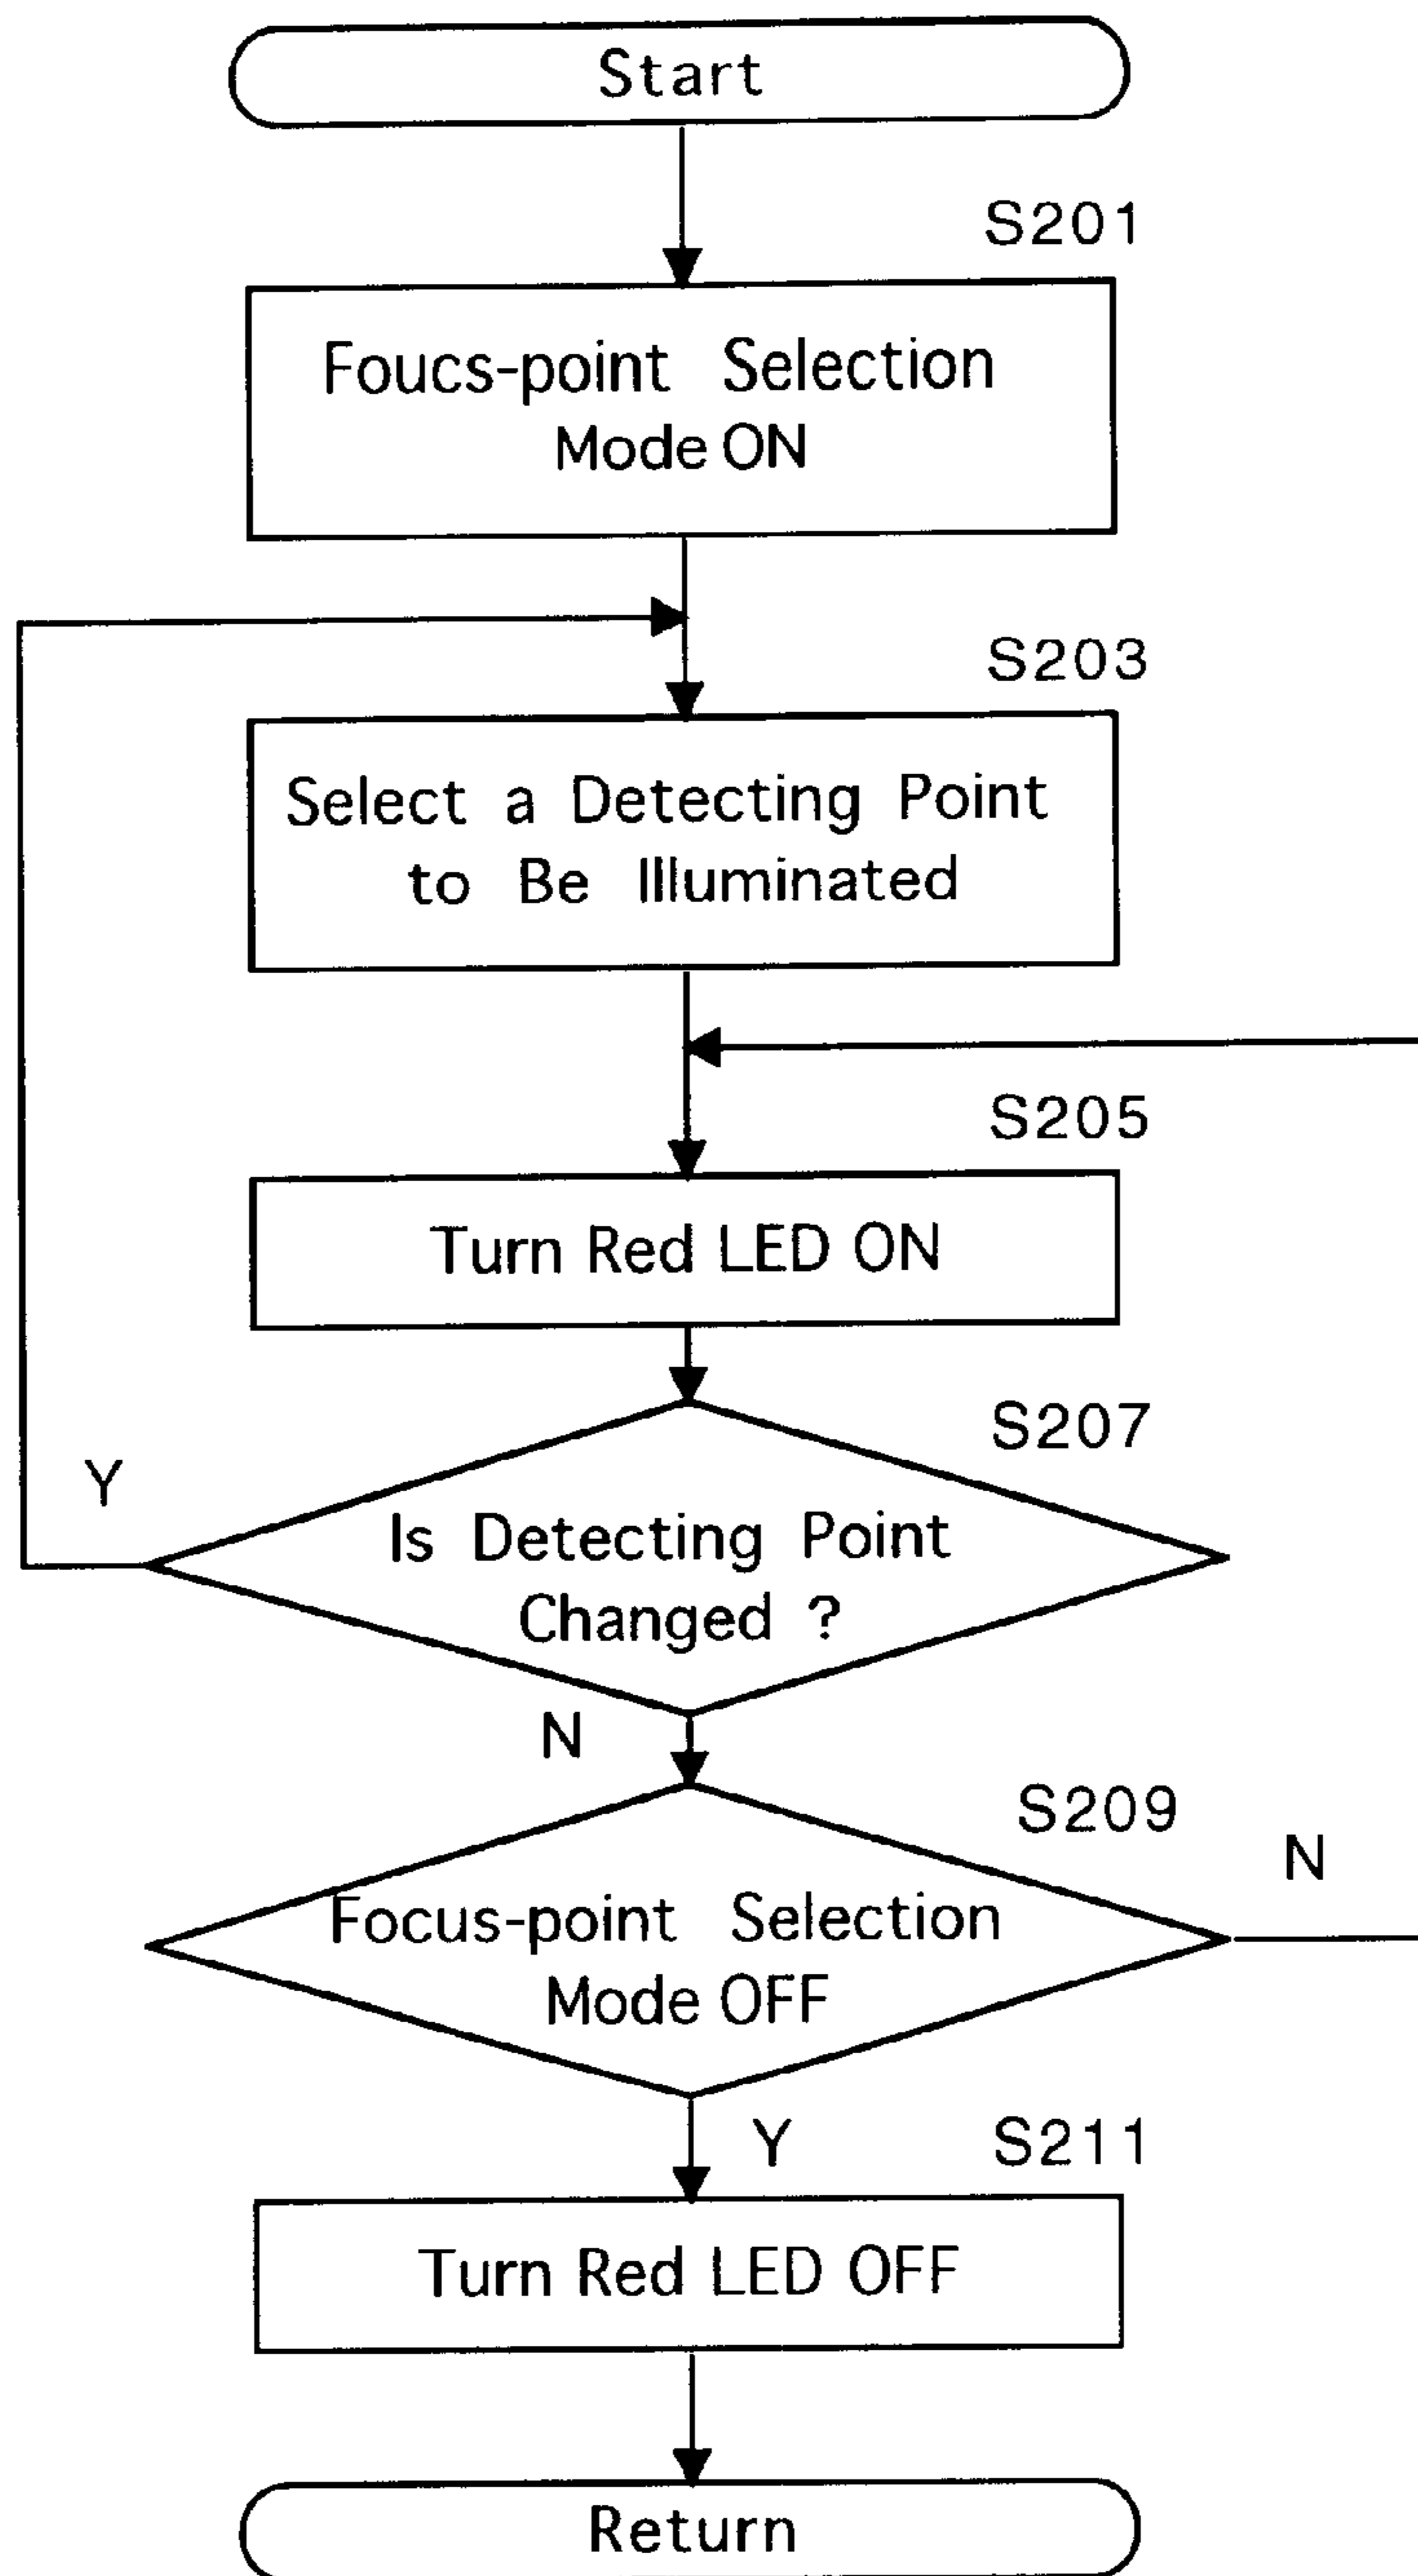 Start
S201
Foucs-point Selection
Mode ON
S203
Select a Detecting Point
to Be Illuminated
S205
Turn Red LED ON
S207
Y
Is Detecting Point
Changed ?
N
S209
N
Focus-point Selection
Mode OFF
Y
S211
Turn Red LED OFF
Return